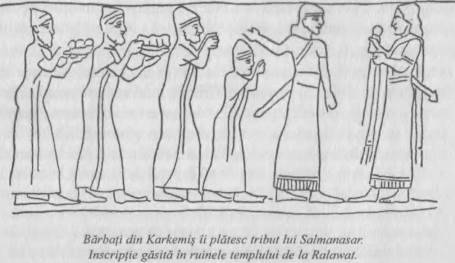 Bărbați din Karkemiș îi plătesc tribut lui Salmanasar.
Inscripție găsită în ruinele templului de la Ralawat.